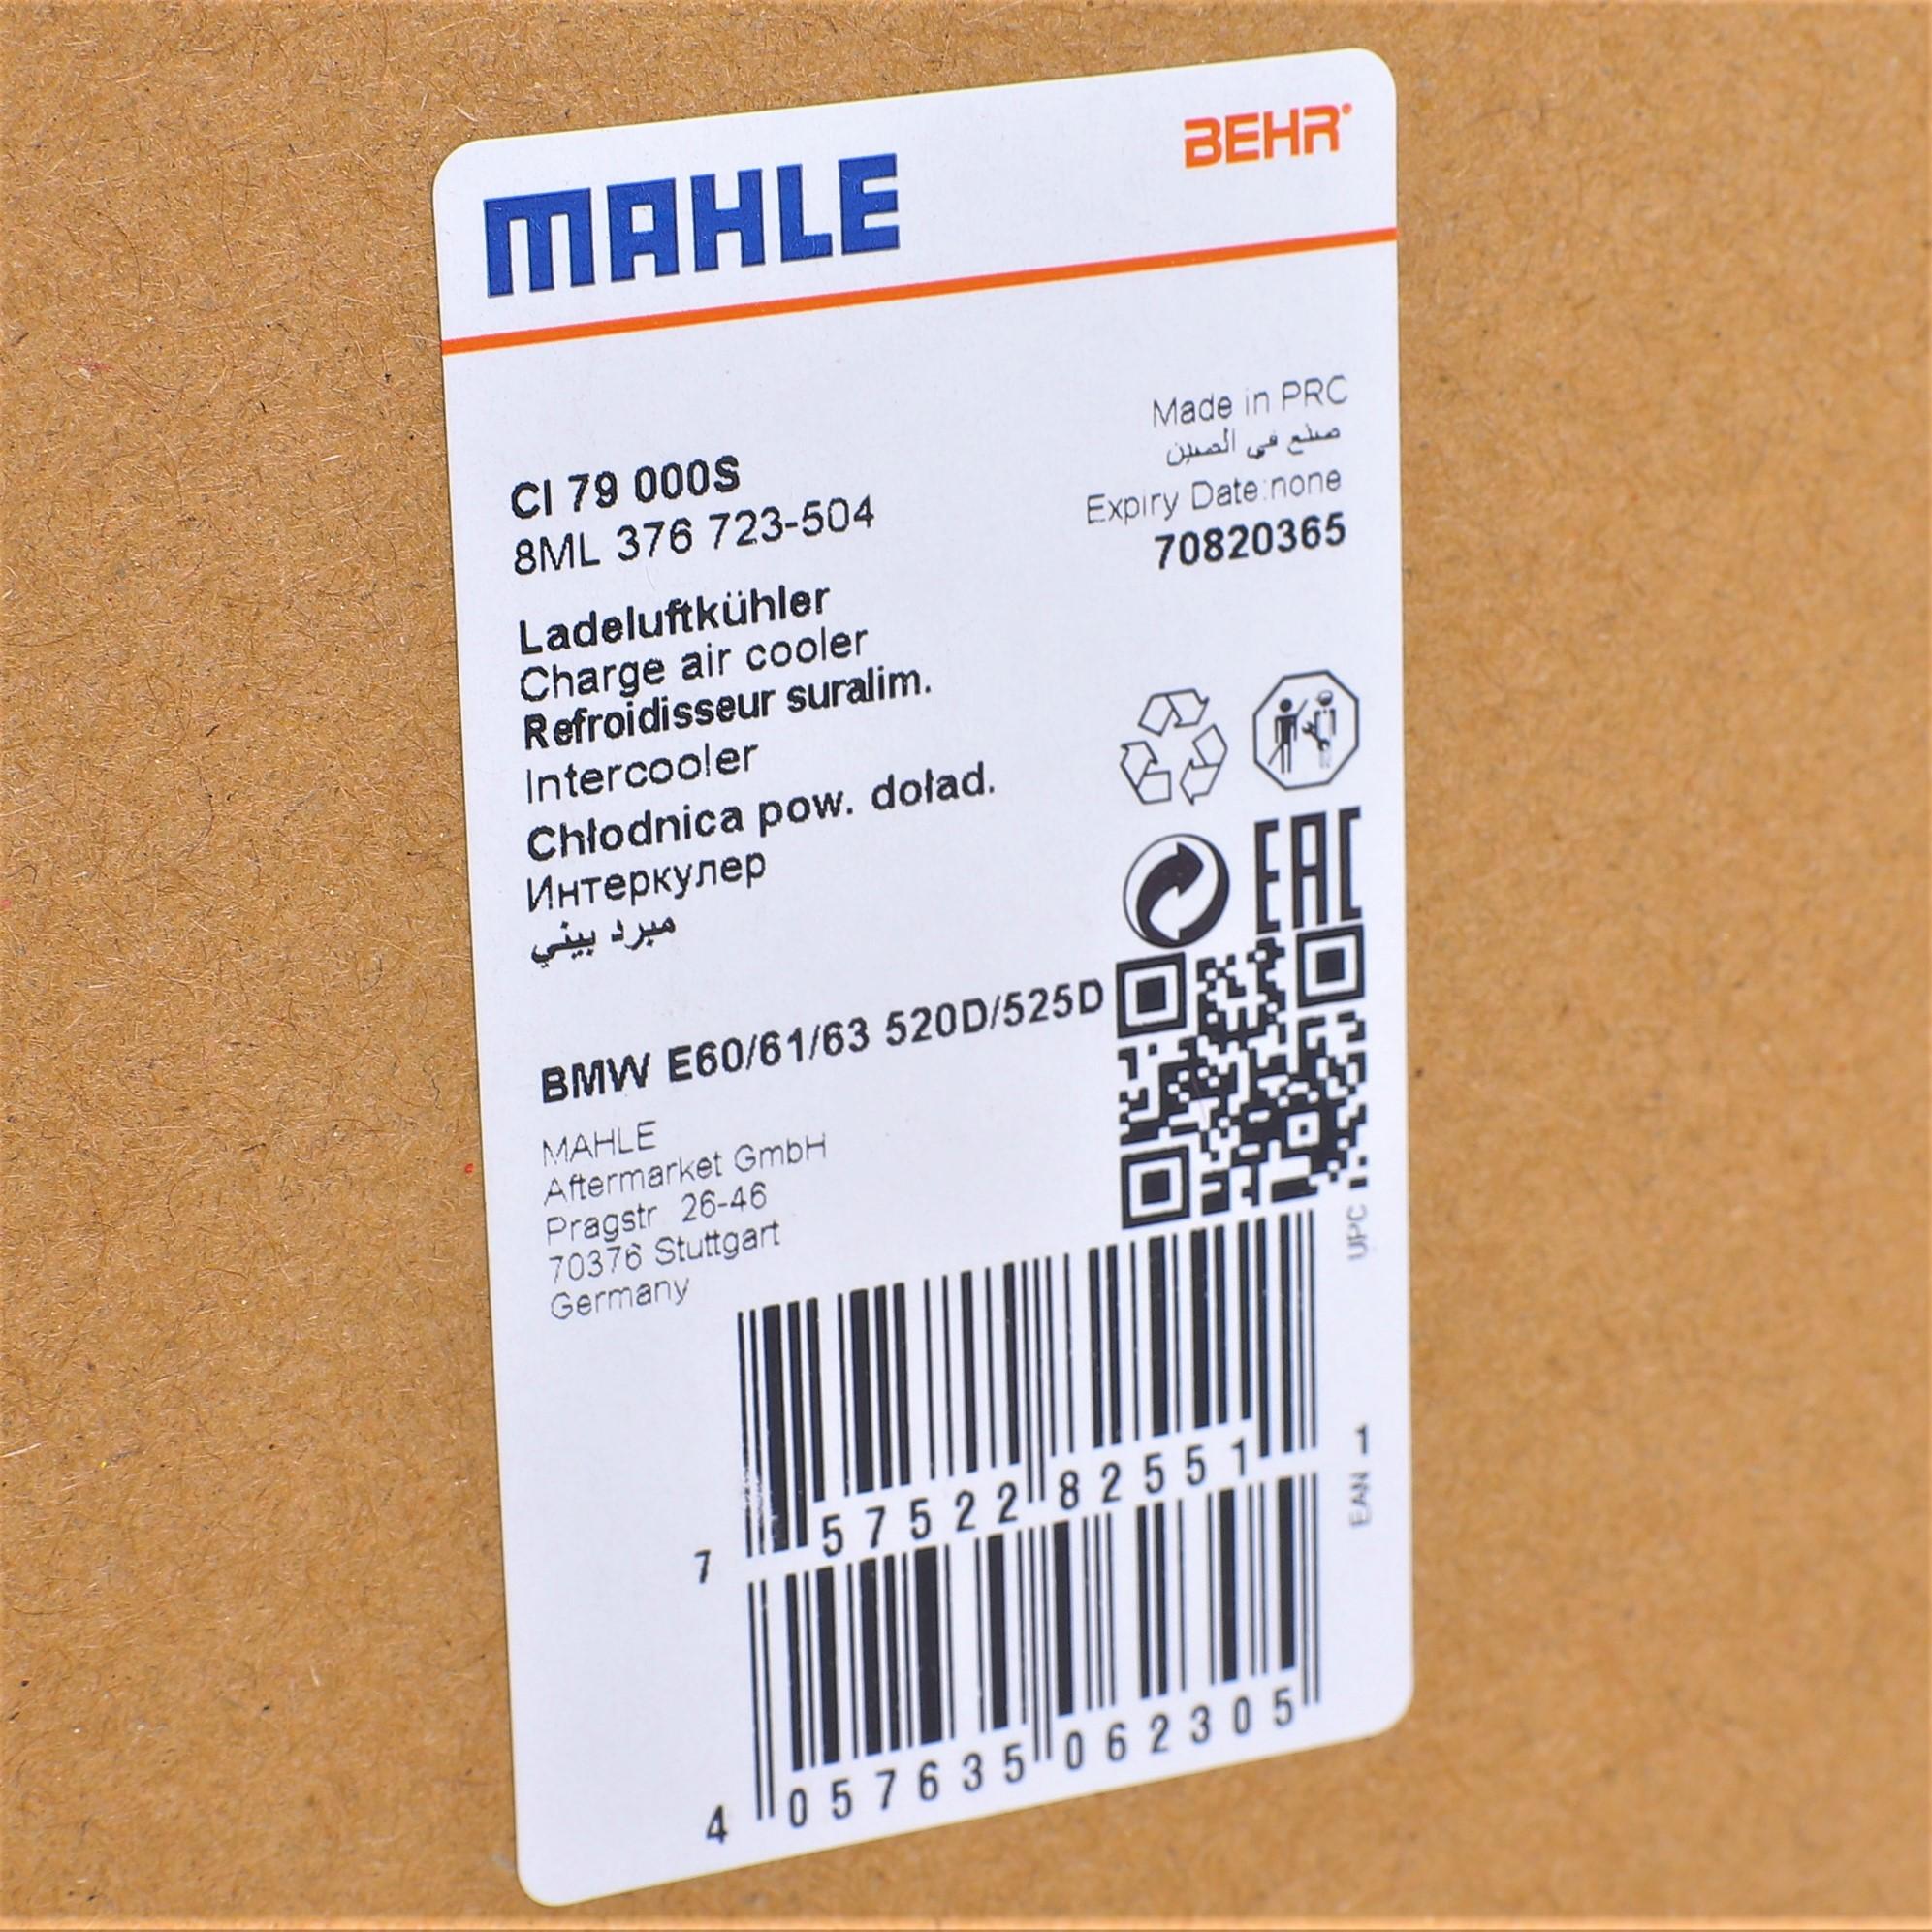 MAHLE
BEHR
Made in PRC
صنع في الصين
Expiry Date:none
70820365
CI 79 000S
8ML 376 723-504
Ladeluftkühler
Charge air cooler
Refroidisseur suralim.
Intercooler
Chłodnica pow. doład.
Интеркулер
مبرد بيني
EAC
BMW E60/61/63 520D/525D
MAHLE
Aftermarket GmbH
Pragstr 26-46
70376 Stuttgart
Germany
UPC
7 57522 82551 1
EAN
4 057635 062305